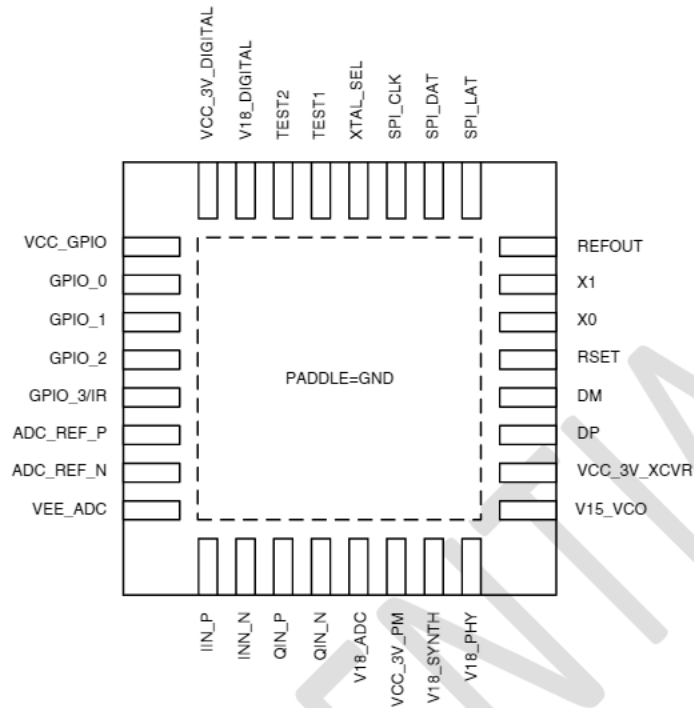 VCC_3V_DIGITAL
V18_DIGITAL
TEST2
TEST1
XTAL_SEL
SPI_CLK
SPI_DAT
SPI_LAT
VCC_GPIO
GPIO_0
GPIO_1
GPIO_2
GPIO_3/IR
ADC_REF_P
ADC_REF_N
VEE_ADC
PADDLE=GND
REFOUT
X1
X0
RSET
DM
DP
VCC_3V_XCVR
V15_VCO
IIN_P
INN_N
QIN_P
QIN_N
V18_ADC
VCC_3V_PM
V18_SYNTH
V18_PHY